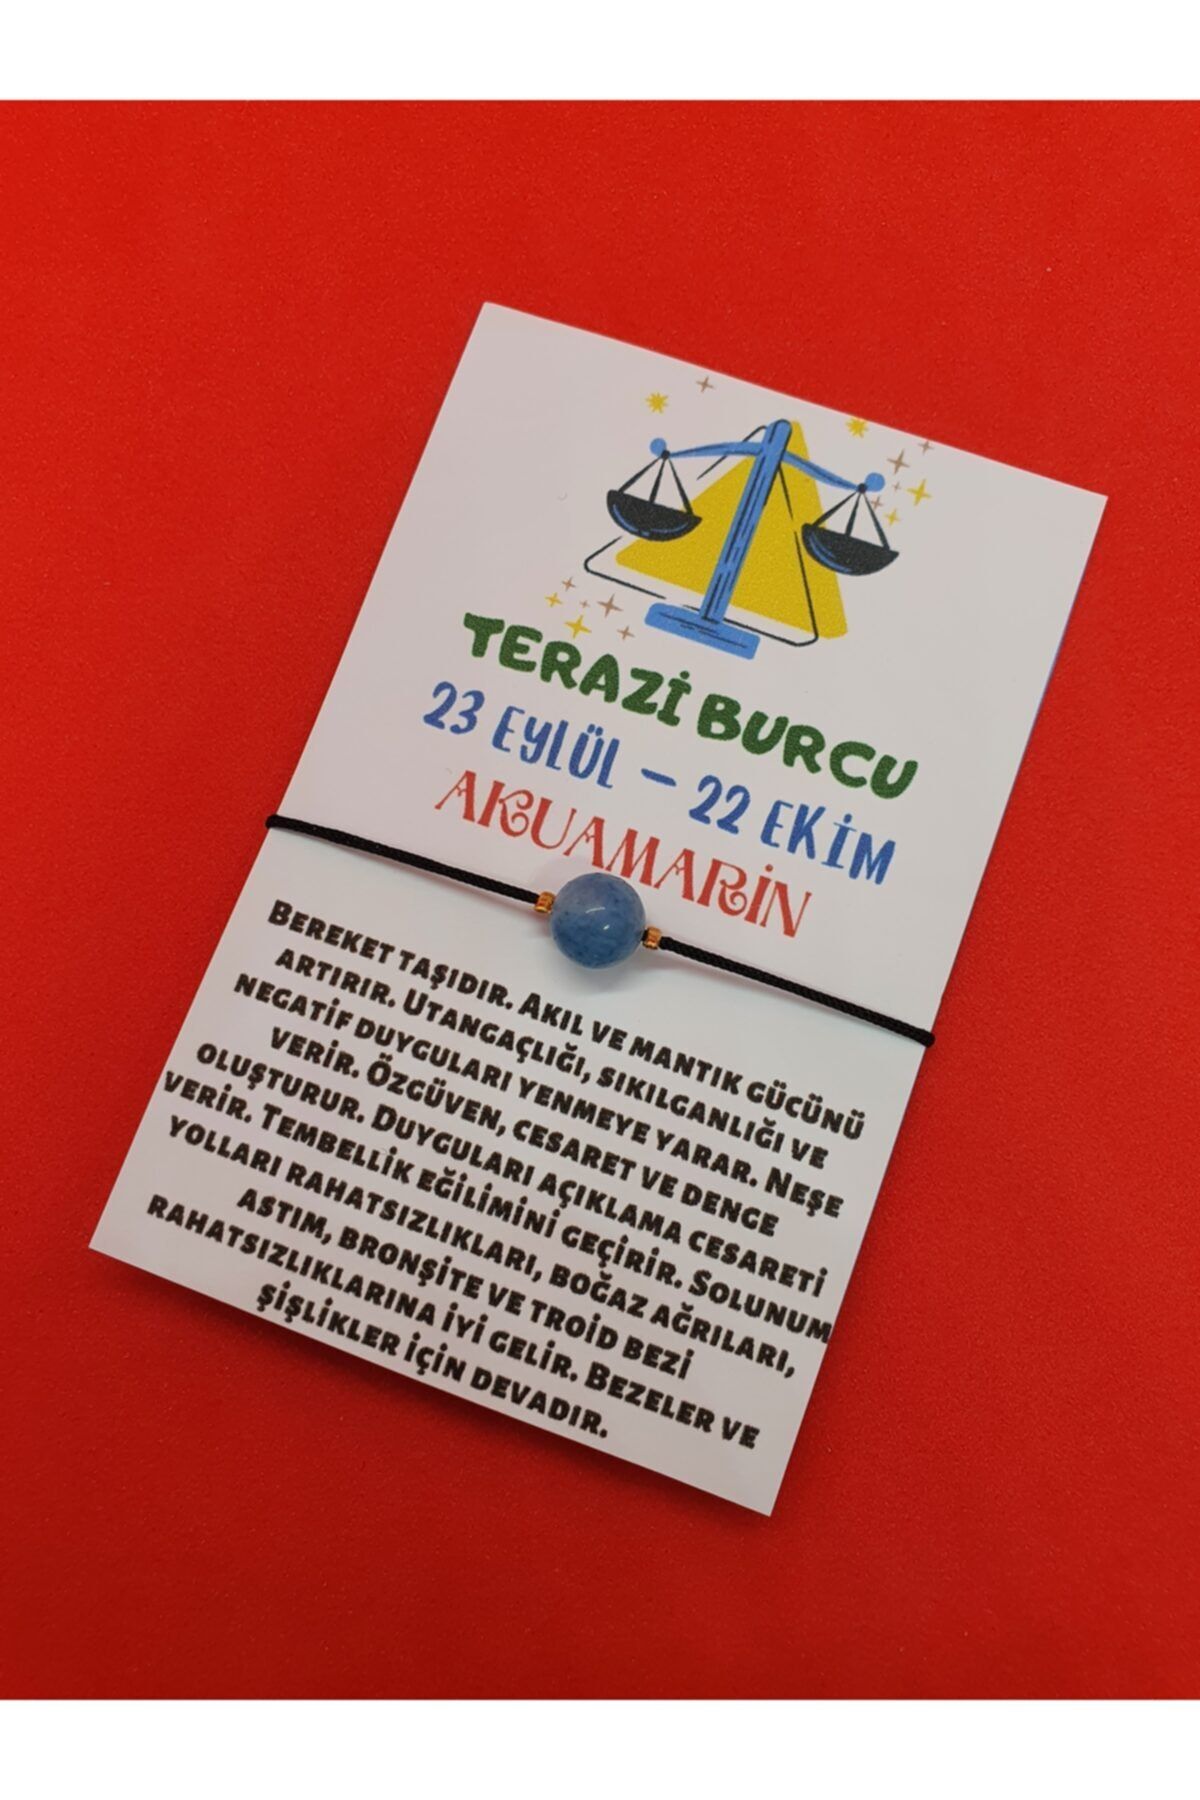 TERAZİ BURCU
23 EYLÜL – 22 EKİM
AKUAMARİN
BEREKET TAŞIDIR. AKIL VE MANTIK GÜCÜNÜ
ARTIRIR. UTANGAÇLIĞI, SIKILGANLIĞI VE
NEGATİF DUYGULARI YENMEYE YARAR. NEŞE
VERİR. ÖZGÜVEN, CESARET VE DENGE
OLUŞTURUR. DUYGULARI AÇIKLAMA CESARETİ
VERİR. TEMBELLİK EĞİLİMİNİ GEÇİRİR. SOLUNUM
YOLLARI RAHATSIZLIKLARI, BOĞAZ AĞRILARI,
ASTIM, BRONŞİTE VE TROİD BEZİ
RAHATSIZLIKLARINA İYİ GELİR. BEZELER VE
ŞİŞLİKLER İÇİN DEVADIR.